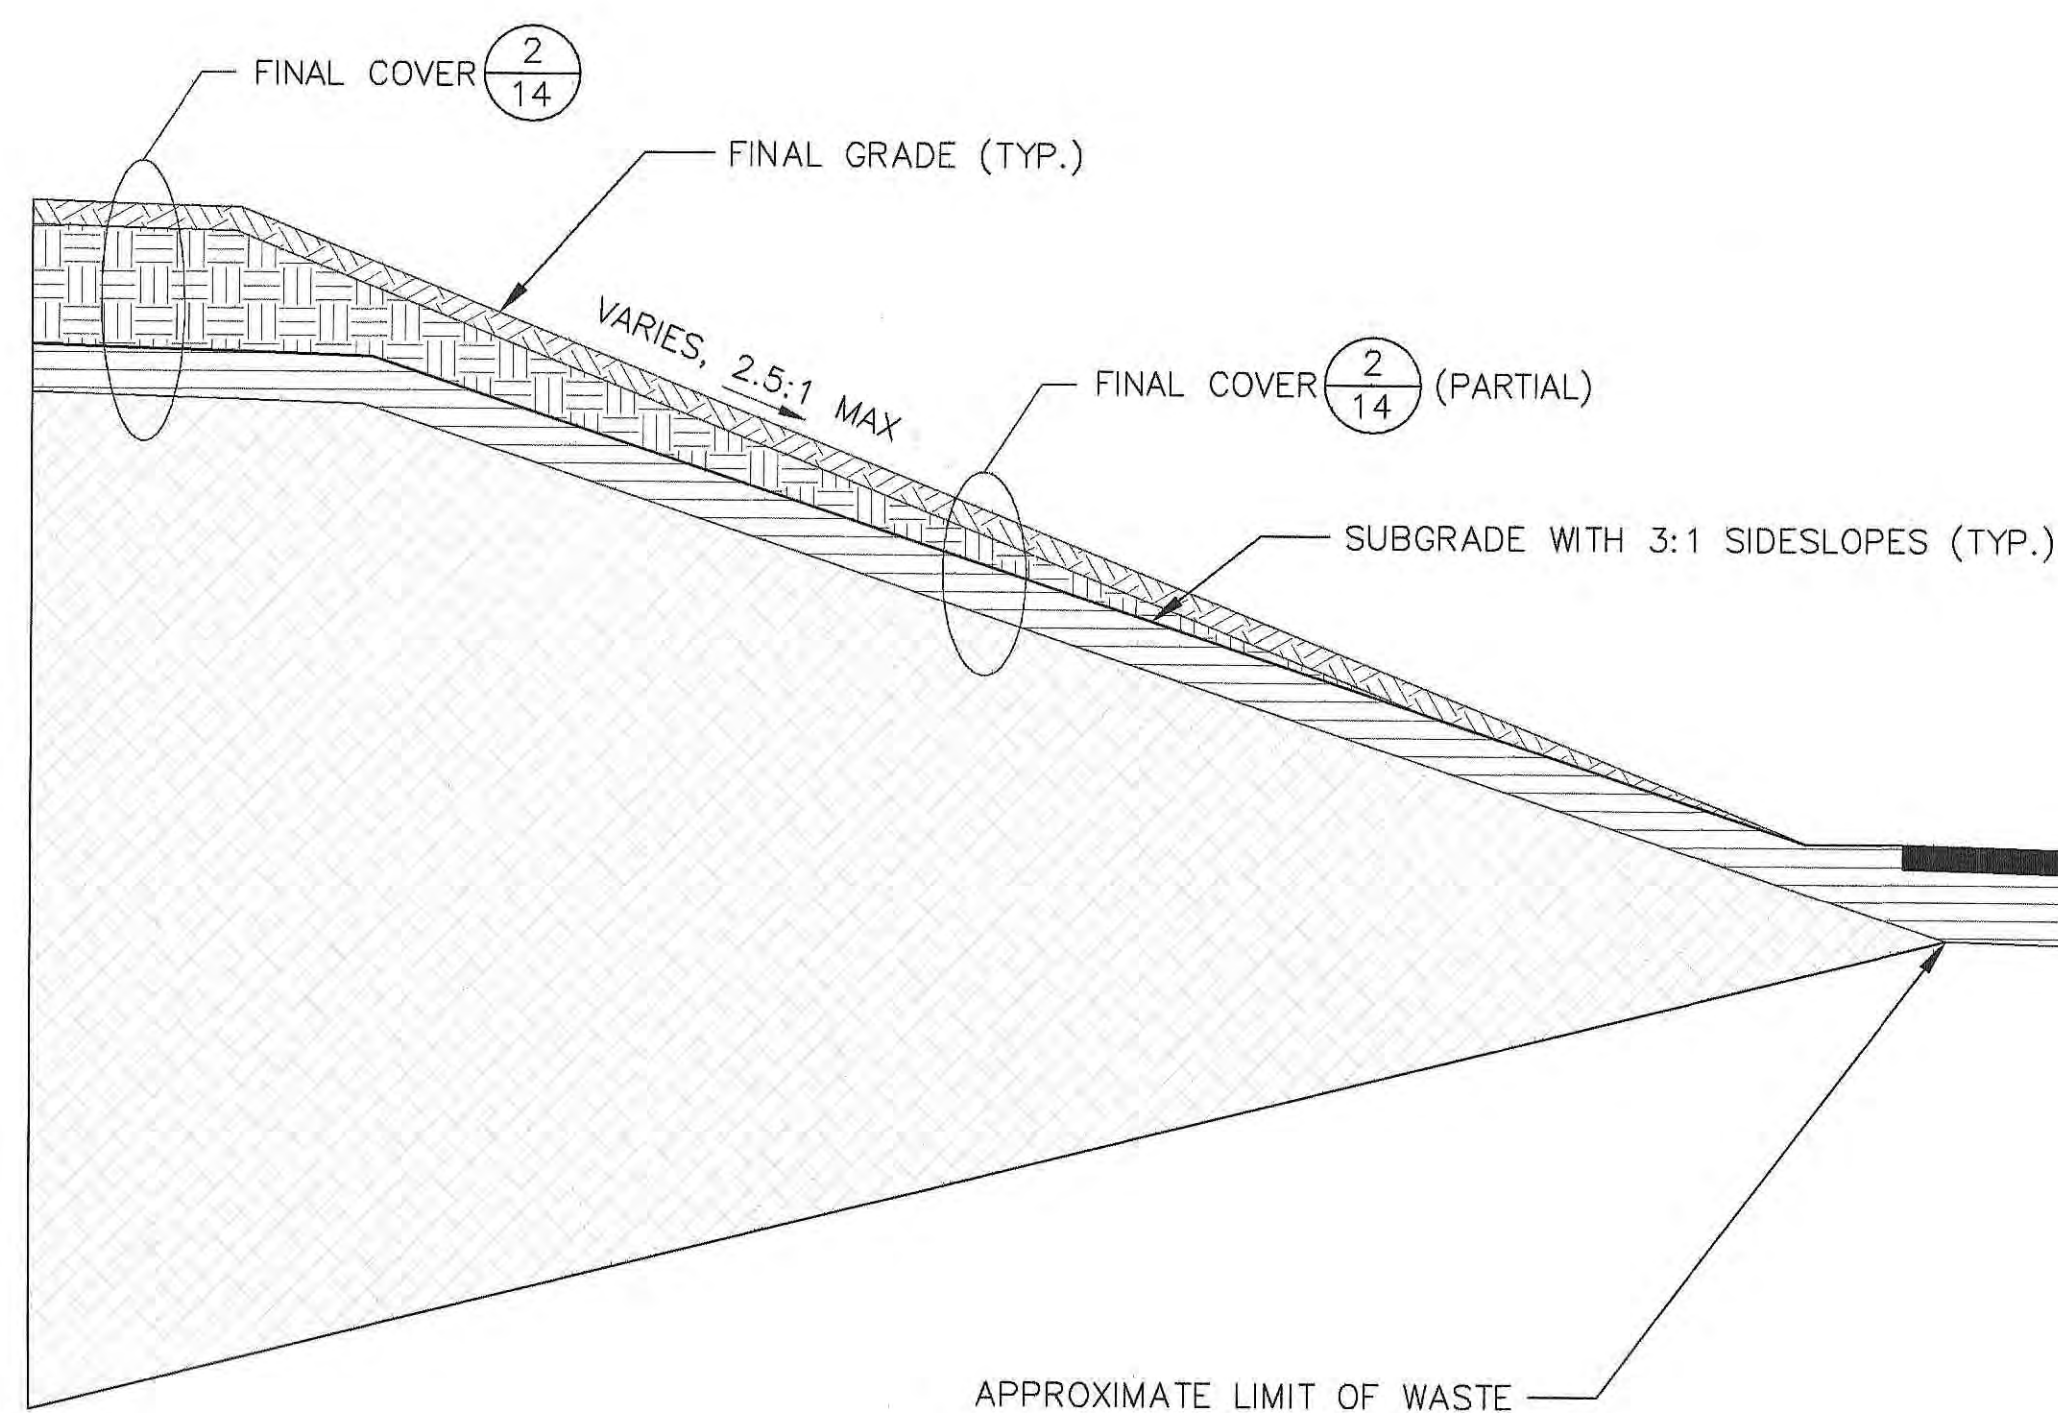 FINAL COVER 2
14
FINAL GRADE (TYP.)
VARIES, 2.5:1 MAX
FINAL COVER 2 (PARTIAL)
14
SUBGRADE WITH 3:1 SIDESLOPES (TYP.)
APPROXIMATE LIMIT OF WASTE